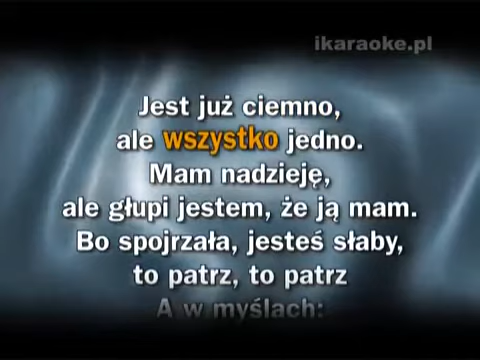 ikaraoke.pl
Jest już ciemno,
ale wszystko jedno.
Mam nadzieję,
ale głupi jestem, że ją mam.
Bo spojrzała, jesteś słaby,
to patrz, to patrz
A w myślach: